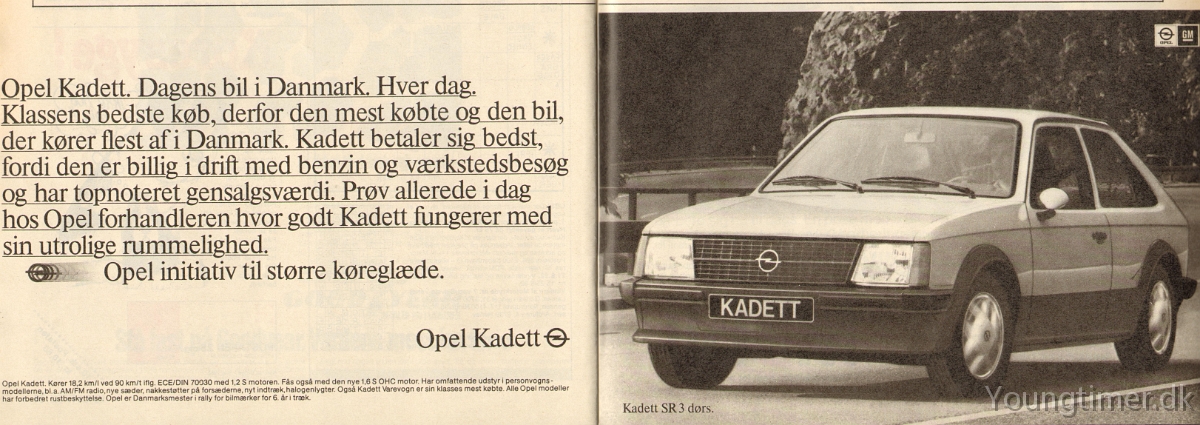 Opel Kadett. Dagens bil i Danmark. Hver dag.
Klassens bedste køb, derfor den mest købte og den bil,
der kører flest af i Danmark. Kadett betaler sig bedst,
fordi den er billig i drift med benzin og værkstedsbesøg
og har topnoteret gensalgsværdi. Prøv allerede i dag
hos Opel forhandleren hvor godt Kadett fungerer med
sin utrolige rummelighed.
Opel initiativ til større køreglæde.
Opel Kadett
Opel Kadett. Kører 18,2 km/l ved 90 km/t iflg. ECE/DIN 70030 med 1,2 S motoren. Fås også med den nye 1,6 S OHC motor. Har omfattende udstyr i personvogns-
modellerne, bl.a. AM/FM radio, nye sæder, nakkestøtter på forsæderne, nyt indtræk, halogenlygter. Også Kadett Varevogn er sin klasses mest købte. Alle Opel modeller
har forbedret rustbeskyttelse. Opel er Danmarksmester i rally for bilmærker for 6. år i træk.
OPEL
GM
KADETT
Kadett SR 3 dørs.
Youngtimer.dk